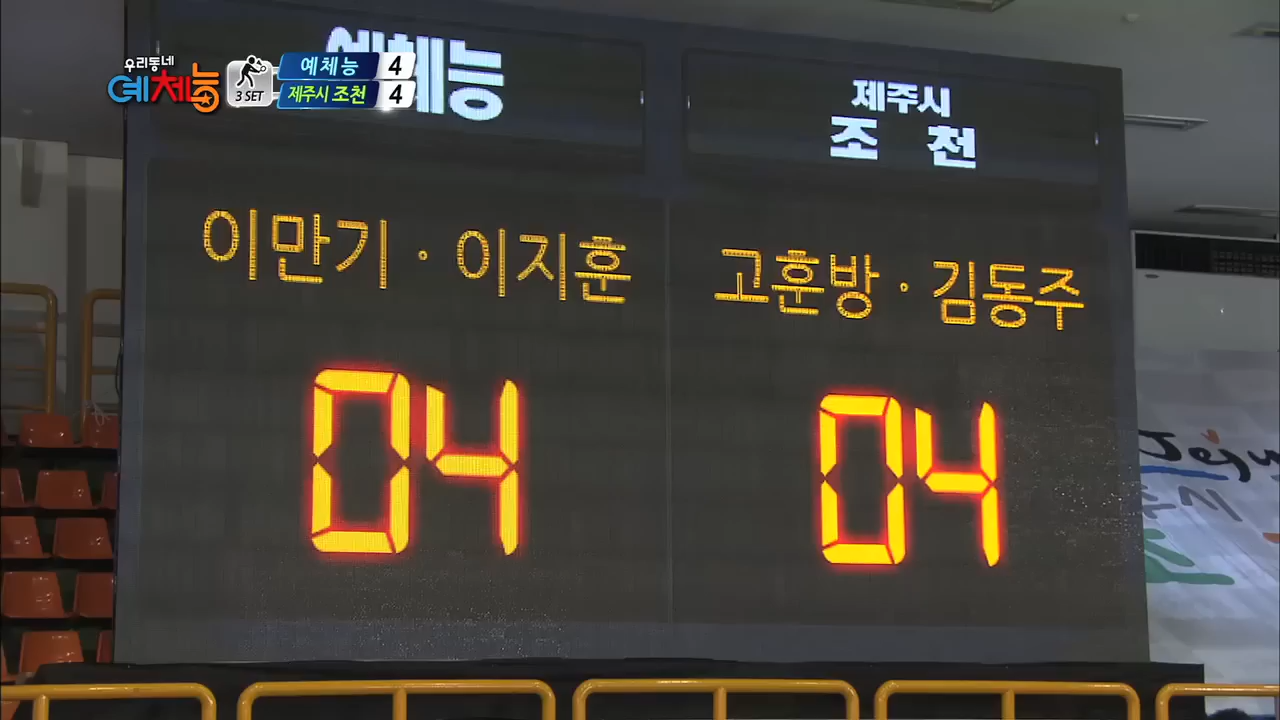 우리동네
예체능
3 SET
예체능 4
제주시 조천 4
예체능
제주시
조 천
이만기 · 이지훈
고훈방 · 김동주
04
04
Jeju